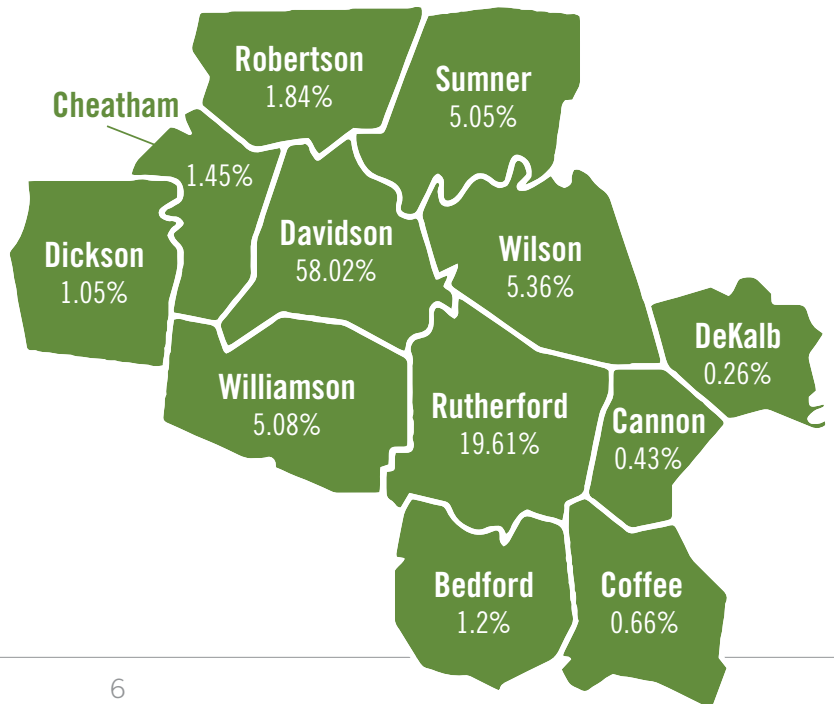 Robertson
1.84%
Sumner
5.05%
Cheatham
1.45%
Davidson
58.02%
Wilson
5.36%
Dickson
1.05%
DeKalb
0.26%
Williamson
5.08%
Rutherford
19.61%
Cannon
0.43%
Bedford
1.2%
Coffee
0.66%
6